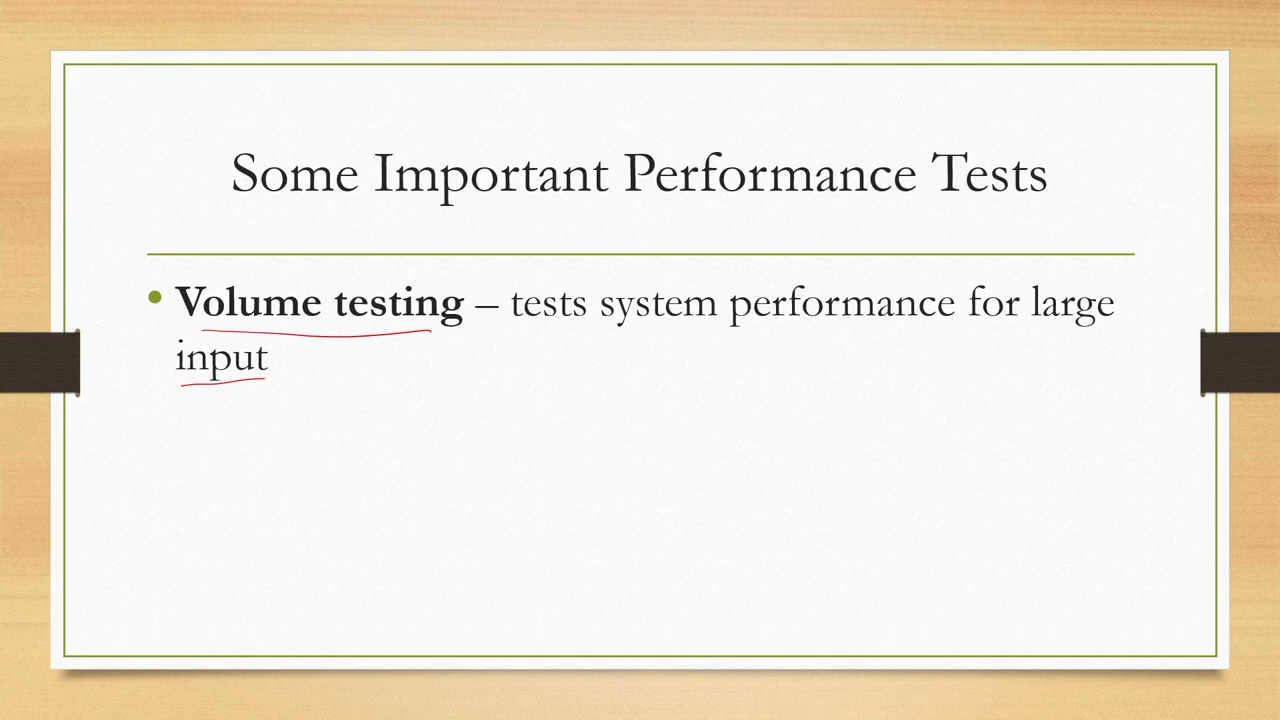 Some Important Performance Tests
• Volume testing – tests system performance for large
input